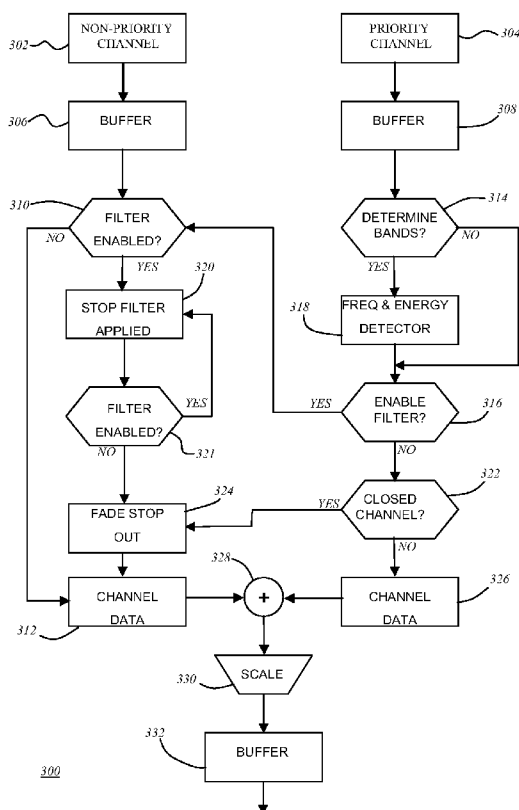 302
NON-PRIORITY
CHANNEL
PRIORITY
CHANNEL
304
306
BUFFER
BUFFER
308
310
FILTER
ENABLED?
NO
YES
314
DETERMINE
BANDS?
NO
YES
320
STOP FILTER
APPLIED
318
FREQ & ENERGY
DETECTOR
FILTER
ENABLED?
YES
321
NO
ENABLE
FILTER?
YES
316
NO
324
FADE STOP
OUT
322
CLOSED
CHANNEL?
YES
NO
328
+
CHANNEL
DATA
312
CHANNEL
DATA
326
SCALE
330
332
BUFFER
300